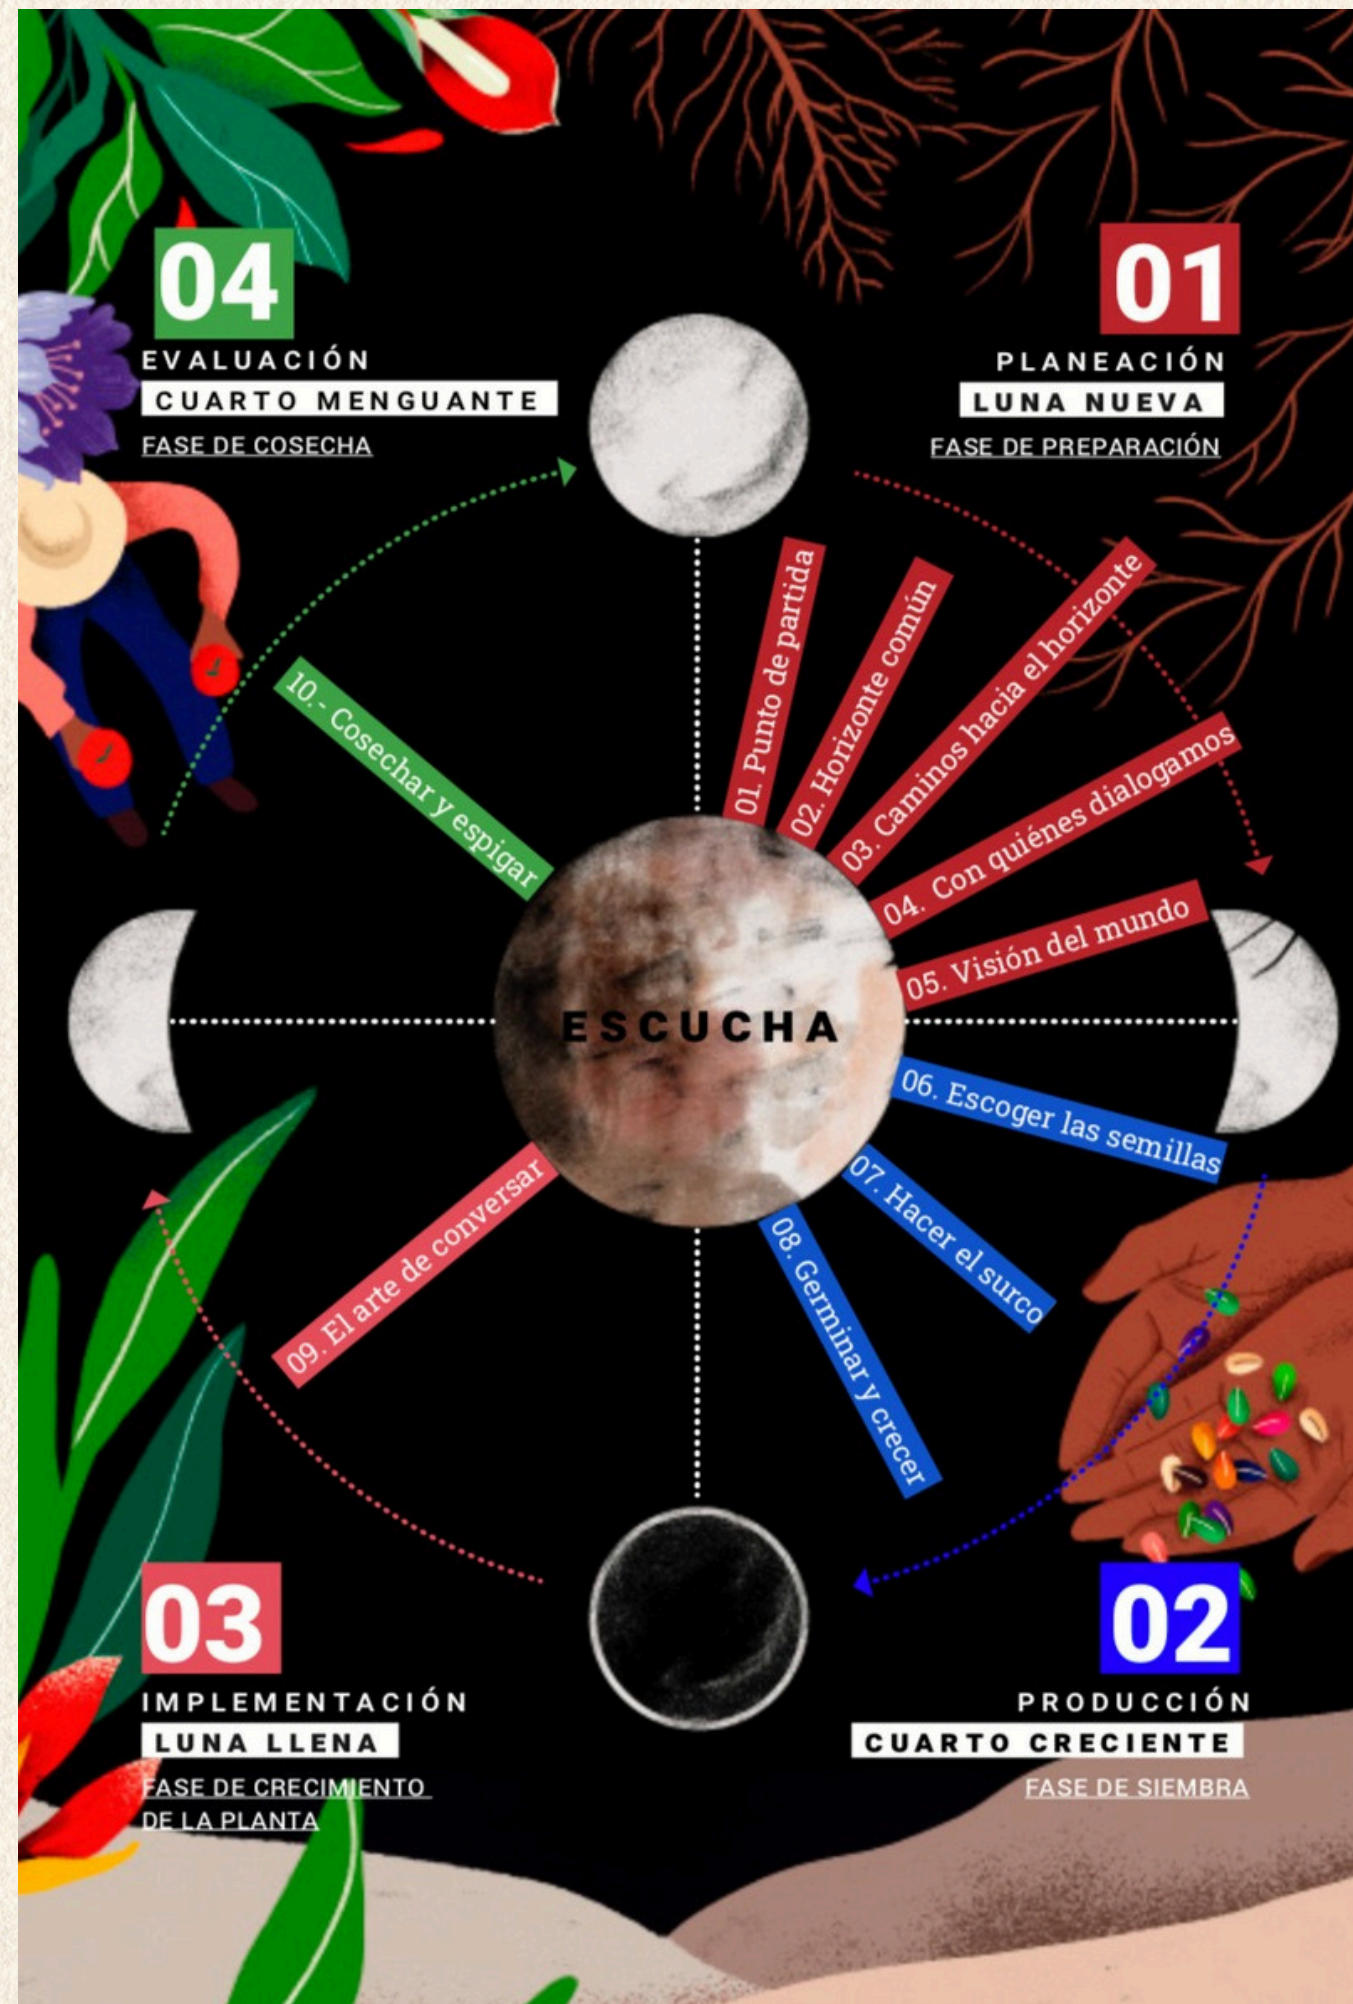 04
EVALUACIÓN
CUARTO MENGUANTE
FASE DE COSECHA
01
PLANEACIÓN
LUNA NUEVA
FASE DE PREPARACIÓN
01. Punto de partida
02. Horizonte común
03. Caminos hacia el horizonte
04. Con quiénes dialogamos
05. Visión del mundo
10.- Cosechar y espigar
ESCUCHA
06. Escoger las semillas
07. Hacer el surco
08. Germinar y crecer
09. El arte de conversar
03
IMPLEMENTACIÓN
LUNA LLENA
FASE DE CRECIMIENTO
DE LA PLANTA
02
PRODUCCIÓN
CUARTO CRECIENTE
FASE DE SIEMBRA